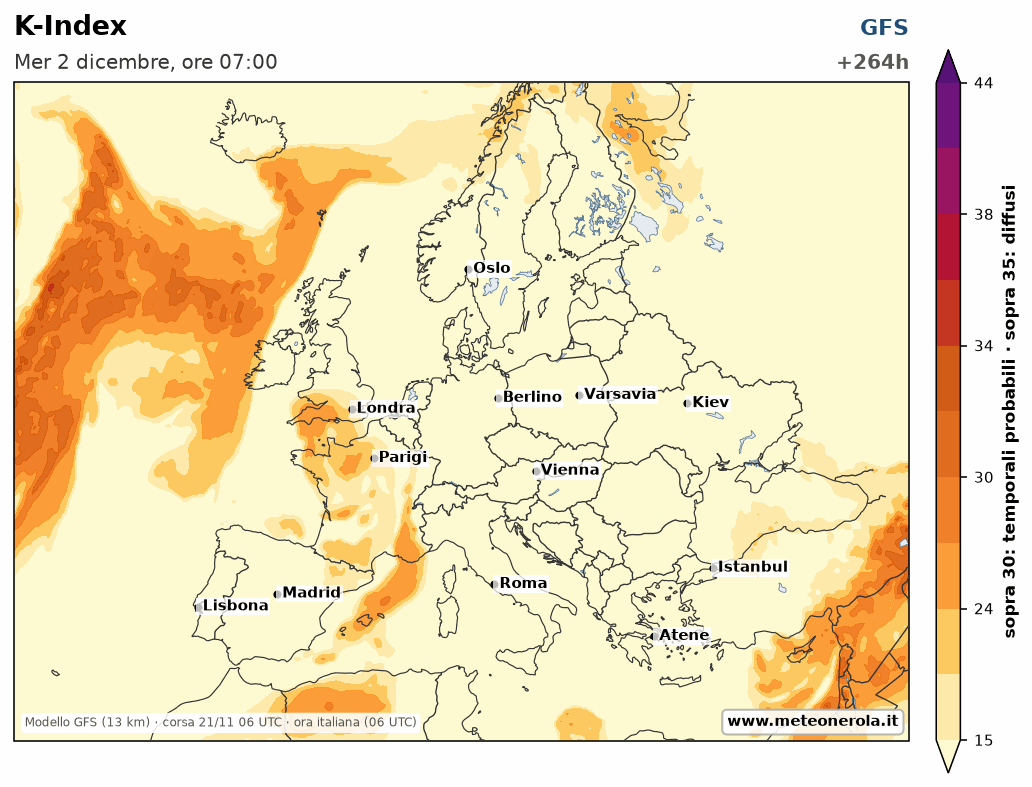 K-Index
GFS
Mer 2 dicembre, ore 07:00
+264h
Oslo
Berlino
Varsavia
Kiev
Londra
Parigi
Vienna
Istanbul
Roma
Madrid
Lisbona
Atene
Modello GFS (13 km) · corsa 21/11 06 UTC · ora italiana (06 UTC)
www.meteonerola.it
44
38
34
30
24
15
sopra 30: temporali probabili · sopra 35: diffusi